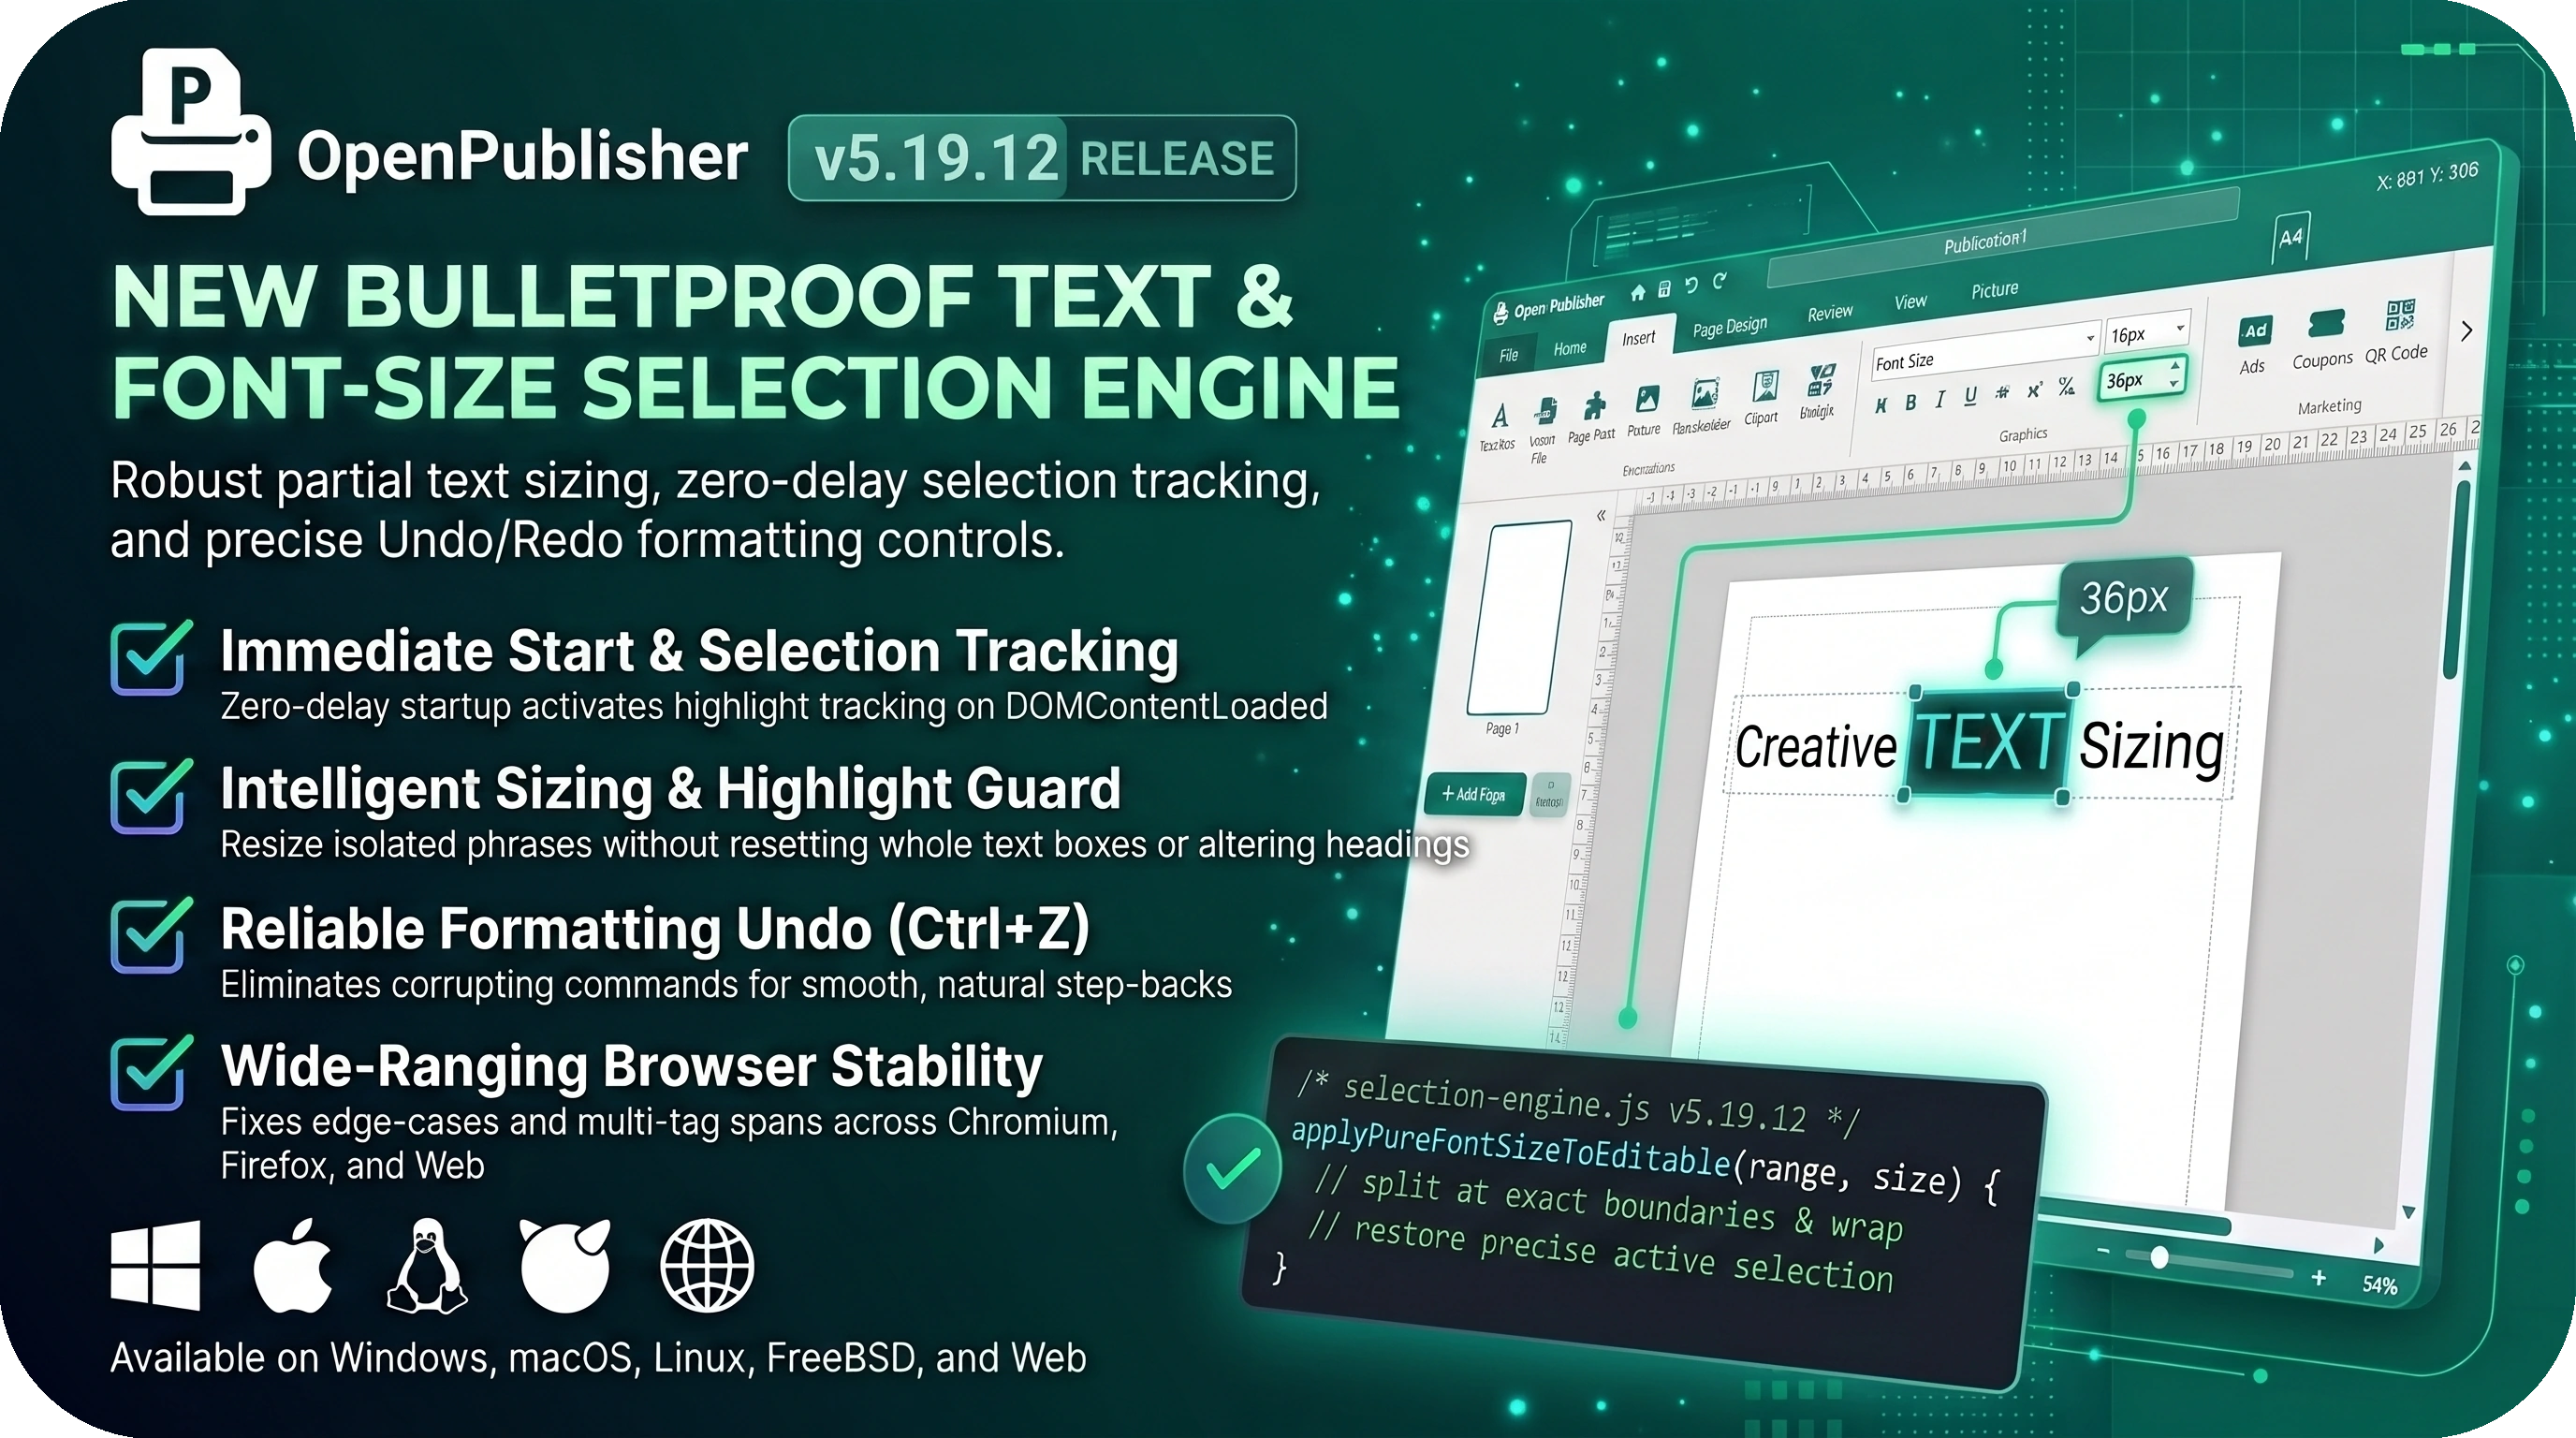 P
OpenPublisher
v5.19.12 RELEASE
NEW BULLETPROOF TEXT &
FONT-SIZE SELECTION ENGINE
Robust partial text sizing, zero-delay selection tracking,
and precise Undo/Redo formatting controls.
Immediate Start & Selection Tracking
Zero-delay startup activates highlight tracking on DOMContentLoaded
Intelligent Sizing & Highlight Guard
Resize isolated phrases without resetting whole text boxes or altering headings
Reliable Formatting Undo (Ctrl+Z)
Eliminates corrupting commands for smooth, natural step-backs
Wide-Ranging Browser Stability
Fixes edge-cases and multi-tag spans across Chromium,
Firefox, and Web
Available on Windows, macOS, Linux, FreeBSD, and Web
X: 881 Y: 306
Publicotion1
A4
Open Publisher
File Home Insert Page Design Review View Picture
Font Size 16px
36px
B I U
Page Past
Clipart
Graphics
Ad
Ads Coupons QR Code
Marketing
Page 1
36px
Creative TEXT Sizing
/* selection-engine.js v5.19.12 */
applyPureFontSizeToEditable(range, size) {
// split at exact boundaries & wrap
// restore precise active selection
}
54%